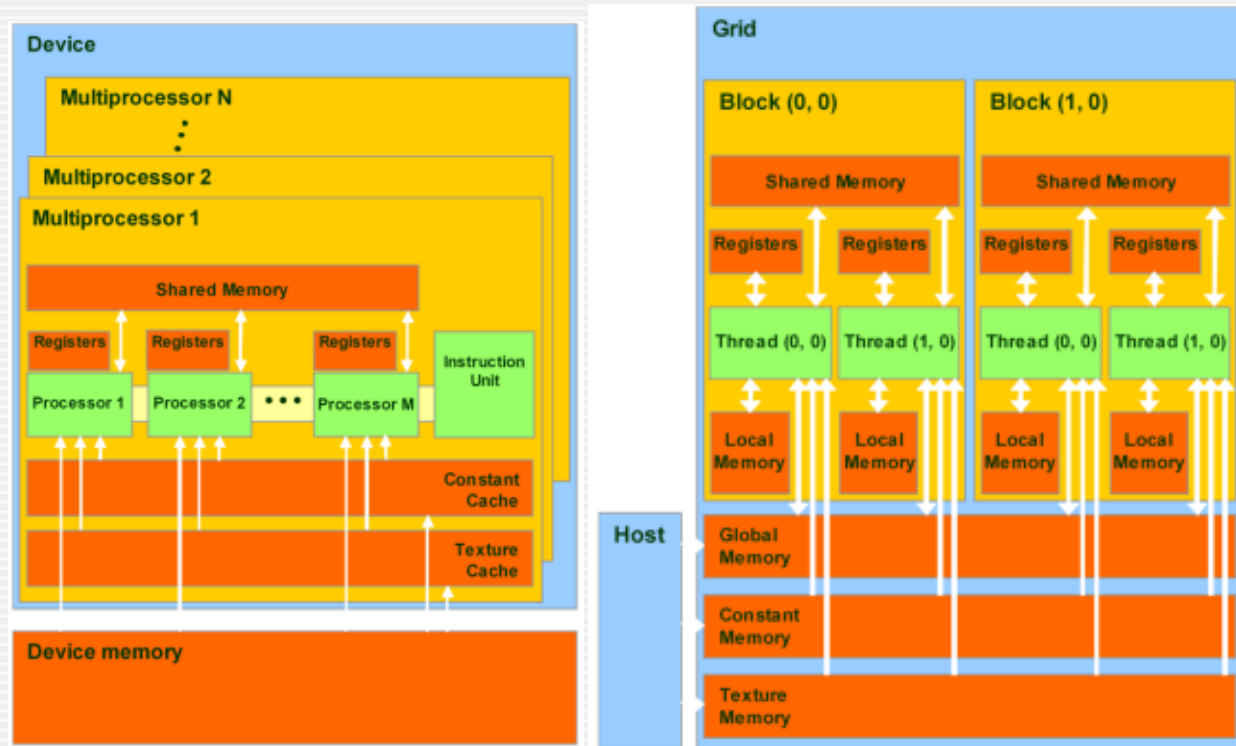 Device
Multiprocessor N
Multiprocessor 2
Multiprocessor 1
Shared Memory
Registers
Registers
Registers
Instruction
Unit
Processor 1
Processor 2
Processor M
Constant
Cache
Texture
Cache
Device memory
Grid
Block (0, 0)
Block (1, 0)
Shared Memory
Shared Memory
Registers
Registers
Registers
Registers
Thread (0, 0)
Thread (1, 0)
Thread (0, 0)
Thread (1, 0)
Local
Memory
Local
Memory
Local
Memory
Local
Memory
Host
Global
Memory
Constant
Memory
Texture
Memory